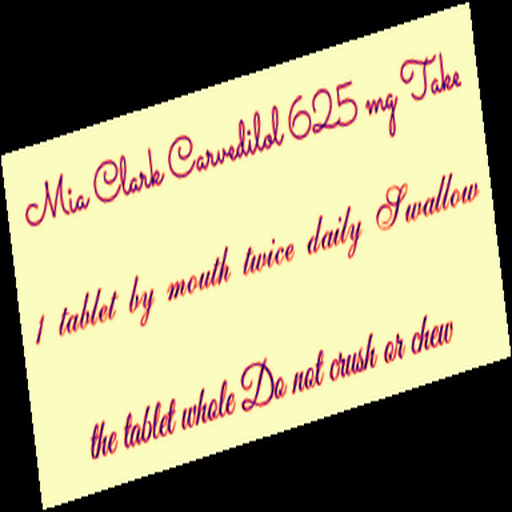 Mia Clark Carvedilol 625 mg Take
1 tablet by mouth twice daily Swallow
the tablet whole Do not crush or chew